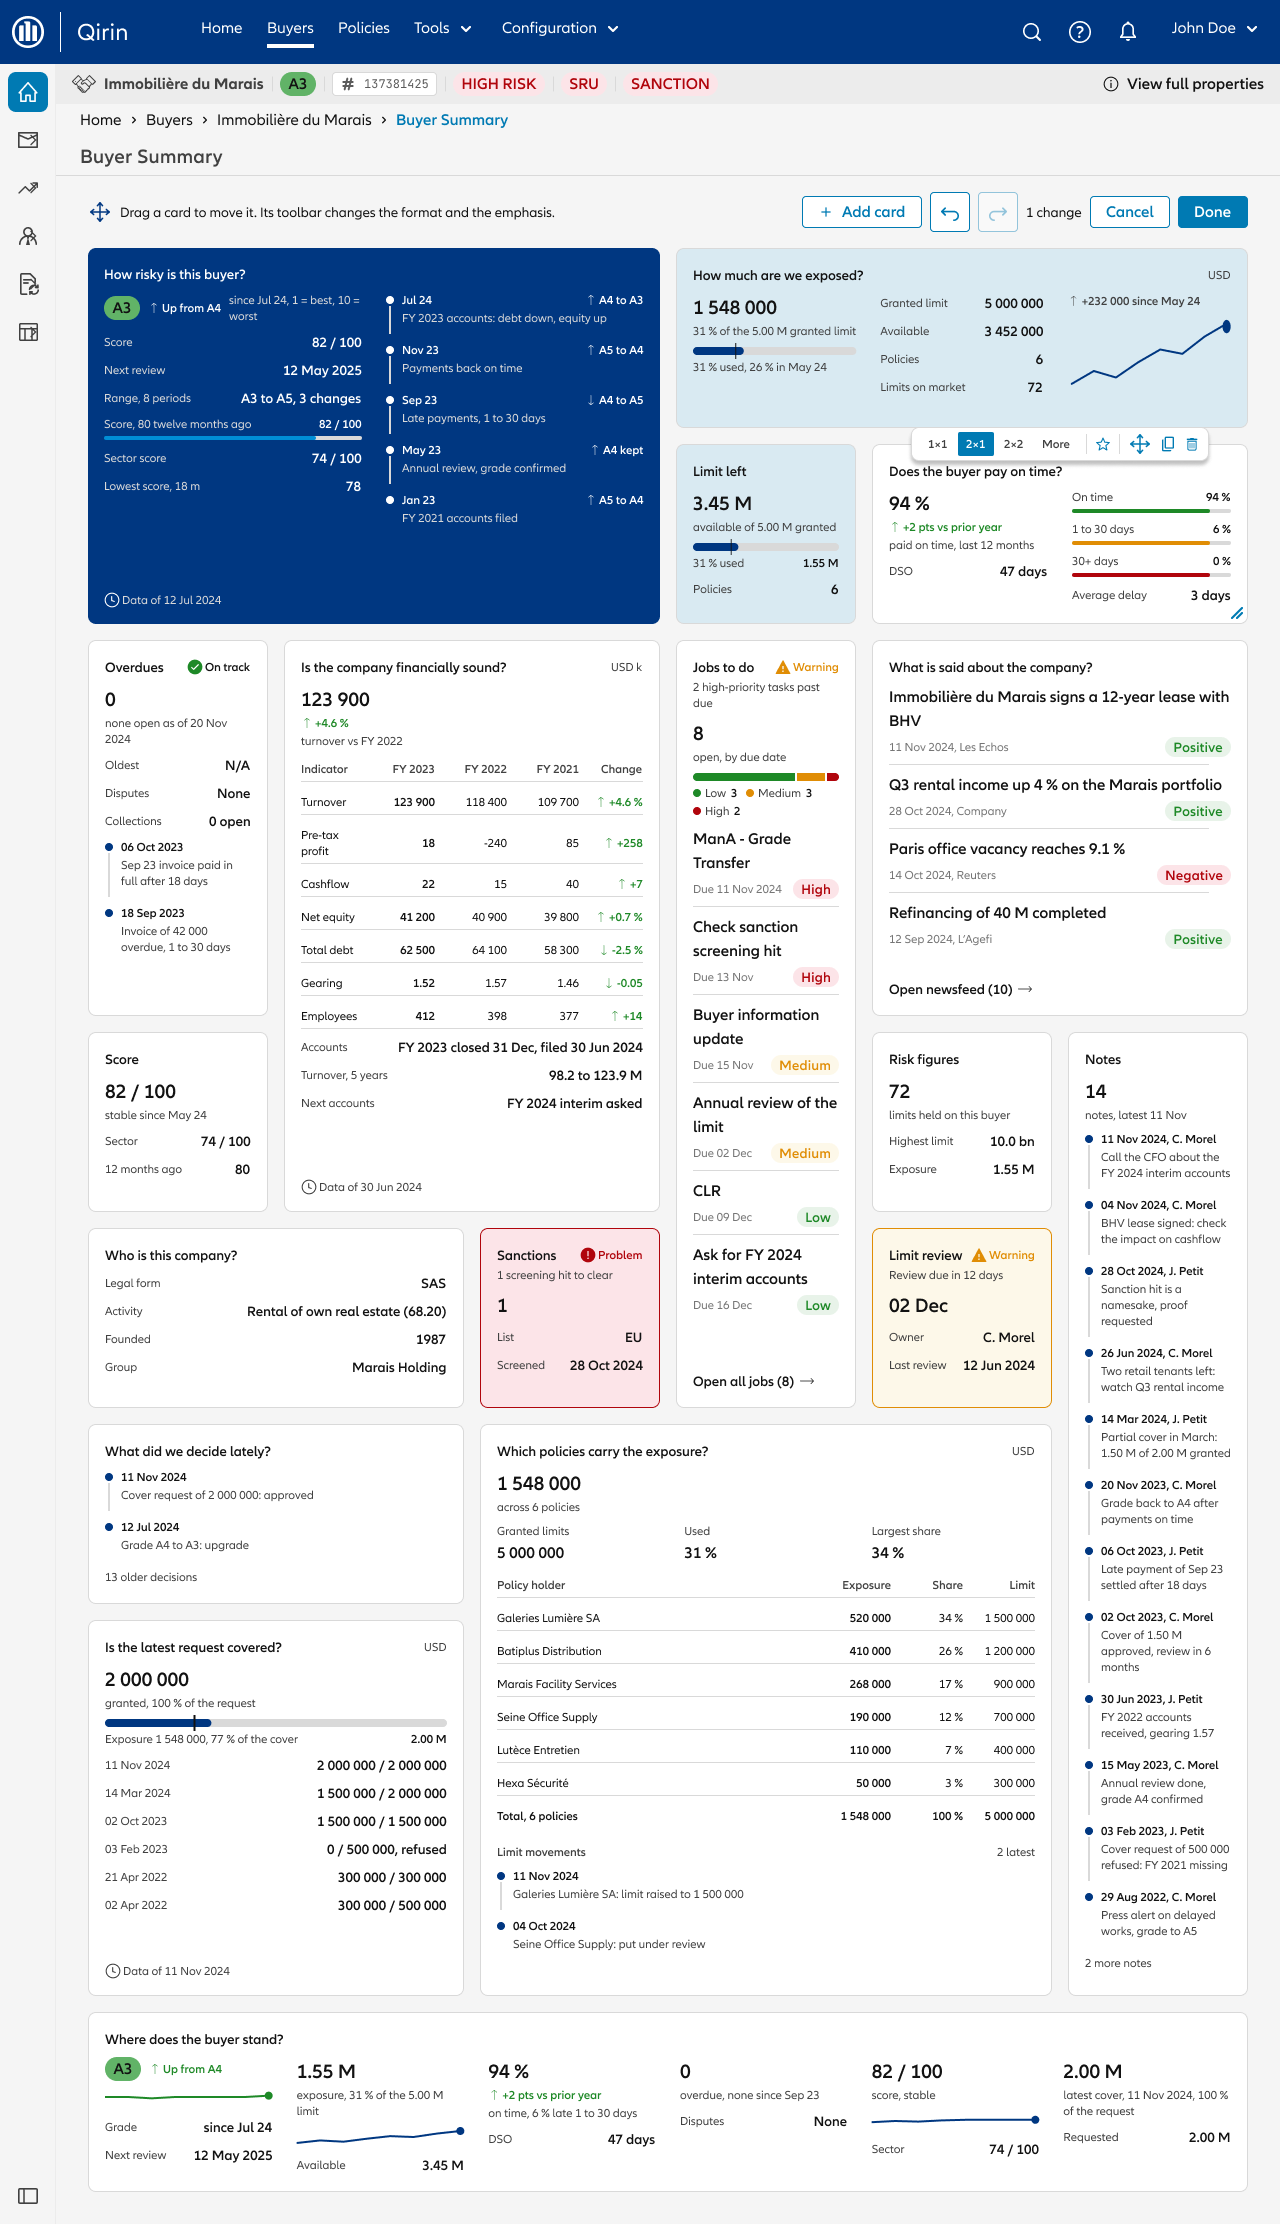 Qirin
Home
Buyers
Policies
Tools
Configuration
John Doe
Immobilière du Marais
A3
# 137381425
HIGH RISK
SRU
SANCTION
View full properties
Home > Buyers > Immobilière du Marais > Buyer Summary
Buyer Summary
Drag a card to move it. Its toolbar changes the format and the emphasis.
+ Add card
1 change
Cancel
Done
How risky is this buyer?
A3 ↑ Up from A4 since Jul 24, 1 = best, 10 =
worst
Score 82 / 100
Next review 12 May 2025
Range, 8 periods A3 to A5, 3 changes
Score, 80 twelve months ago 82 / 100
Sector score 74 / 100
Lowest score, 18 m 78
Jul 24 ↑ A4 to A3
FY 2023 accounts: debt down, equity up
Nov 23 ↑ A5 to A4
Payments back on time
Sep 23 ↓ A4 to A5
Late payments, 1 to 30 days
May 23 ↑ A4 kept
Annual review, grade confirmed
Jan 23 ↑ A5 to A4
FY 2021 accounts filed
Data of 12 Jul 2024
How much are we exposed? USD
1 548 000
31 % of the 5.00 M granted limit
31 % used, 26 % in May 24
Granted limit 5 000 000
Available 3 452 000
Policies 6
Limits on market 72
↑ +232 000 since May 24
Limit left
3.45 M
available of 5.00 M granted
31 % used 1.55 M
Policies 6
1×1 2×1 2×2 More
Does the buyer pay on time?
94 %
↑ +2 pts vs prior year
paid on time, last 12 months
DSO 47 days
On time 94 %
1 to 30 days 6 %
30+ days 0 %
Average delay 3 days
Overdues On track
0
none open as of 20 Nov
2024
Oldest N/A
Disputes None
Collections 0 open
06 Oct 2023
Sep 23 invoice paid in
full after 18 days
18 Sep 2023
Invoice of 42 000
overdue, 1 to 30 days
Is the company financially sound? USD k
123 900
↑ +4.6 %
turnover vs FY 2022
Indicator FY 2023 FY 2022 FY 2021 Change
Turnover 123 900 118 400 109 700 ↑ +4.6 %
Pre-tax
profit 18 -240 85 ↑ +258
Cashflow 22 15 40 ↑ +7
Net equity 41 200 40 900 39 800 ↑ +0.7 %
Total debt 62 500 64 100 58 300 ↓ -2.5 %
Gearing 1.52 1.57 1.46 ↓ -0.05
Employees 412 398 377 ↑ +14
Accounts FY 2023 closed 31 Dec, filed 30 Jun 2024
Turnover, 5 years 98.2 to 123.9 M
Next accounts FY 2024 interim asked
Data of 30 Jun 2024
Jobs to do Warning
2 high-priority tasks past
due
8
open, by due date
Low 3 Medium 3
High 2
ManA - Grade
Transfer
Due 11 Nov 2024 High
Check sanction
screening hit
Due 13 Nov High
Buyer information
update
Due 15 Nov Medium
Annual review of the
limit
Due 02 Dec Medium
CLR
Due 09 Dec Low
Ask for FY 2024
interim accounts
Due 16 Dec Low
Open all jobs (8) →
What is said about the company?
Immobilière du Marais signs a 12-year lease with
BHV
11 Nov 2024, Les Echos Positive
Q3 rental income up 4 % on the Marais portfolio
28 Oct 2024, Company Positive
Paris office vacancy reaches 9.1 %
14 Oct 2024, Reuters Negative
Refinancing of 40 M completed
12 Sep 2024, L'Agefi Positive
Open newsfeed (10) →
Score
82 / 100
stable since May 24
Sector 74 / 100
12 months ago 80
Risk figures
72
limits held on this buyer
Highest limit 10.0 bn
Exposure 1.55 M
Notes
14
notes, latest 11 Nov
11 Nov 2024, C. Morel
Call the CFO about the
FY 2024 interim accounts
04 Nov 2024, C. Morel
BHV lease signed: check
the impact on cashflow
28 Oct 2024, J. Petit
Sanction hit is a
namesake, proof
requested
26 Jun 2024, C. Morel
Two retail tenants left:
watch Q3 rental income
14 Mar 2024, J. Petit
Partial cover in March:
1.50 M of 2.00 M granted
20 Nov 2023, C. Morel
Grade back to A4 after
payments on time
06 Oct 2023, J. Petit
Late payment of Sep 23
settled after 18 days
02 Oct 2023, C. Morel
Cover of 1.50 M
approved, review in 6
months
30 Jun 2023, J. Petit
FY 2022 accounts
received, gearing 1.57
15 May 2023, C. Morel
Annual review done,
grade A4 confirmed
03 Feb 2023, J. Petit
Cover request of 500 000
refused: FY 2021 missing
29 Aug 2022, C. Morel
Press alert on delayed
works, grade to A5
2 more notes
Who is this company?
Legal form SAS
Activity Rental of own real estate (68.20)
Founded 1987
Group Marais Holding
Sanctions Problem
1 screening hit to clear
1
List EU
Screened 28 Oct 2024
Limit review Warning
Review due in 12 days
02 Dec
Owner C. Morel
Last review 12 Jun 2024
What did we decide lately?
11 Nov 2024
Cover request of 2 000 000: approved
12 Jul 2024
Grade A4 to A3: upgrade
13 older decisions
Which policies carry the exposure? USD
1 548 000
across 6 policies
Granted limits Used Largest share
5 000 000 31 % 34 %
Policy holder Exposure Share Limit
Galeries Lumière SA 520 000 34 % 1 500 000
Batiplus Distribution 410 000 26 % 1 200 000
Marais Facility Services 268 000 17 % 900 000
Seine Office Supply 190 000 12 % 700 000
Lutèce Entretien 110 000 7 % 400 000
Hexa Sécurité 50 000 3 % 300 000
Total, 6 policies 1 548 000 100 % 5 000 000
Limit movements 2 latest
11 Nov 2024
Galeries Lumière SA: limit raised to 1 500 000
04 Oct 2024
Seine Office Supply: put under review
Is the latest request covered? USD
2 000 000
granted, 100 % of the request
Exposure 1 548 000, 77 % of the cover 2.00 M
11 Nov 2024 2 000 000 / 2 000 000
14 Mar 2024 1 500 000 / 2 000 000
02 Oct 2023 1 500 000 / 1 500 000
03 Feb 2023 0 / 500 000, refused
21 Apr 2022 300 000 / 300 000
02 Apr 2022 300 000 / 500 000
Data of 11 Nov 2024
Where does the buyer stand?
A3 ↑ Up from A4
Grade since Jul 24
Next review 12 May 2025
1.55 M
exposure, 31 % of the 5.00 M
limit
Available 3.45 M
94 %
↑ +2 pts vs prior year
on time, 6 % late 1 to 30 days
DSO 47 days
0
overdue, none since Sep 23
Disputes None
82 / 100
score, stable
Sector 74 / 100
2.00 M
latest cover, 11 Nov 2024, 100 %
of the request
Requested 2.00 M